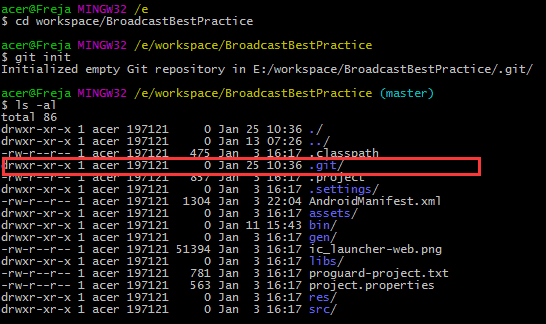 acer@Freja MINGW32 /e
$ cd workspace/BroadcastBestPractice
acer@Freja MINGW32 /e/workspace/BroadcastBestPractice
$ git init
Initialized empty Git repository in E:/workspace/BroadcastBestPractice/.git/
acer@Freja MINGW32 /e/workspace/BroadcastBestPractice (master)
$ ls -al
total 86
drwxr-xr-x 1 acer 197121 0 Jan 25 10:36 ./
drwxr-xr-x 1 acer 197121 0 Jan 13 07:26 ../
-rw-r--r-- 1 acer 197121 475 Jan 3 16:17 .classpath
drwxr-xr-x 1 acer 197121 0 Jan 25 10:36 .git/
-rw-r--r-- 1 acer 197121 857 Jan 3 16:17 .project
drwxr-xr-x 1 acer 197121 0 Jan 3 16:17 .settings/
-rw-r--r-- 1 acer 197121 1304 Jan 3 22:04 AndroidManifest.xml
drwxr-xr-x 1 acer 197121 0 Jan 3 16:17 assets/
drwxr-xr-x 1 acer 197121 0 Jan 11 15:43 bin/
drwxr-xr-x 1 acer 197121 0 Jan 3 16:17 gen/
-rw-r--r-- 1 acer 197121 51394 Jan 3 16:17 ic_launcher-web.png
drwxr-xr-x 1 acer 197121 0 Jan 3 16:17 libs/
-rw-r--r-- 1 acer 197121 781 Jan 3 16:17 proguard-project.txt
-rw-r--r-- 1 acer 197121 563 Jan 3 16:17 project.properties
drwxr-xr-x 1 acer 197121 0 Jan 3 16:17 res/
drwxr-xr-x 1 acer 197121 0 Jan 3 16:17 src/